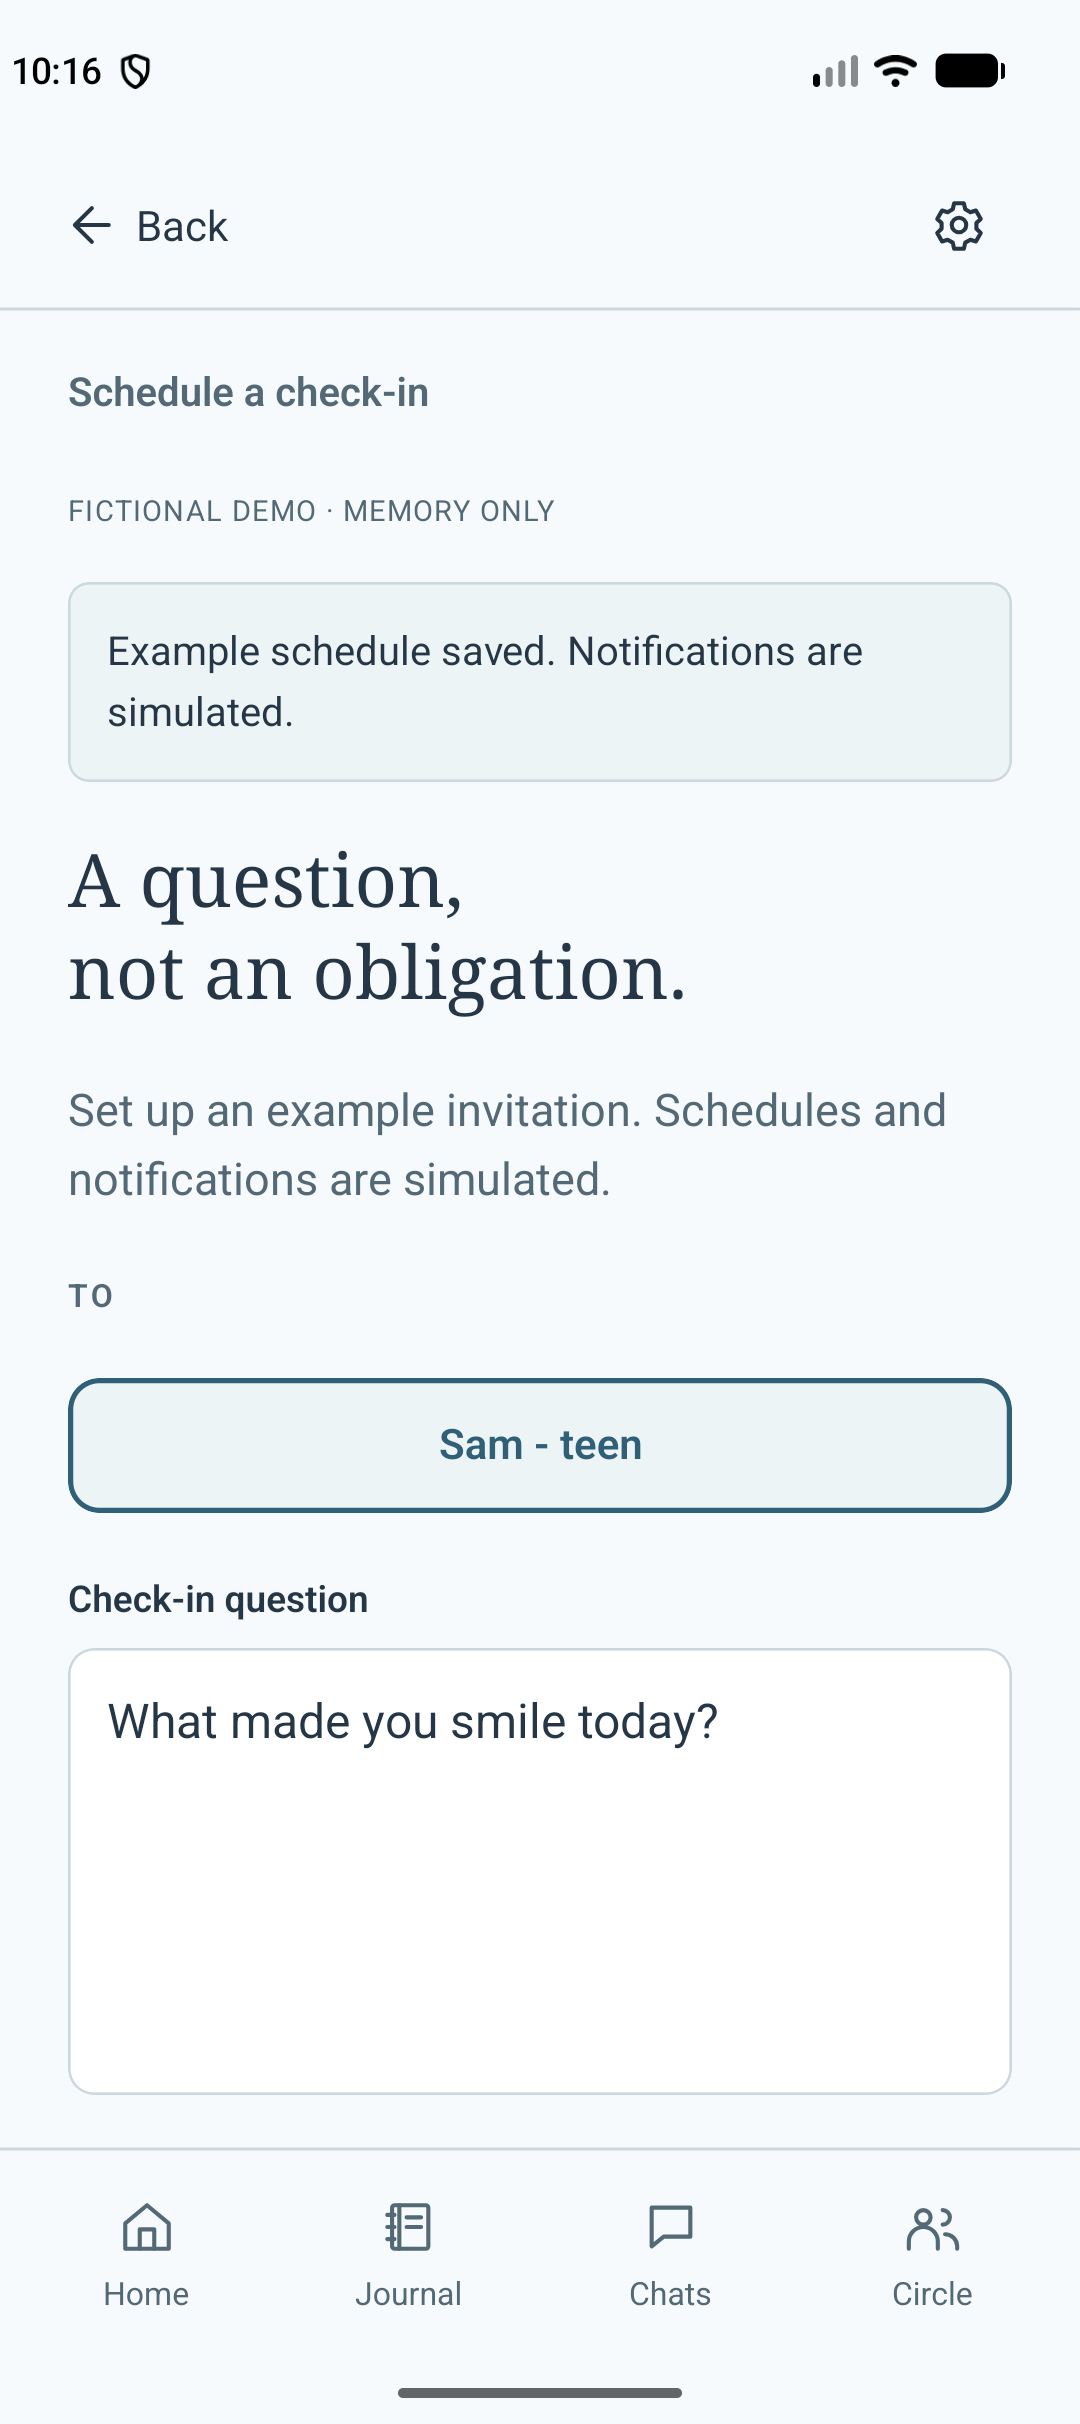 10:16
Back
Schedule a check-in
FICTIONAL DEMO · MEMORY ONLY
Example schedule saved. Notifications are
simulated.
A question,
not an obligation.
Set up an example invitation. Schedules and
notifications are simulated.
TO
Sam - teen
Check-in question
What made you smile today?
Home
Journal
Chats
Circle